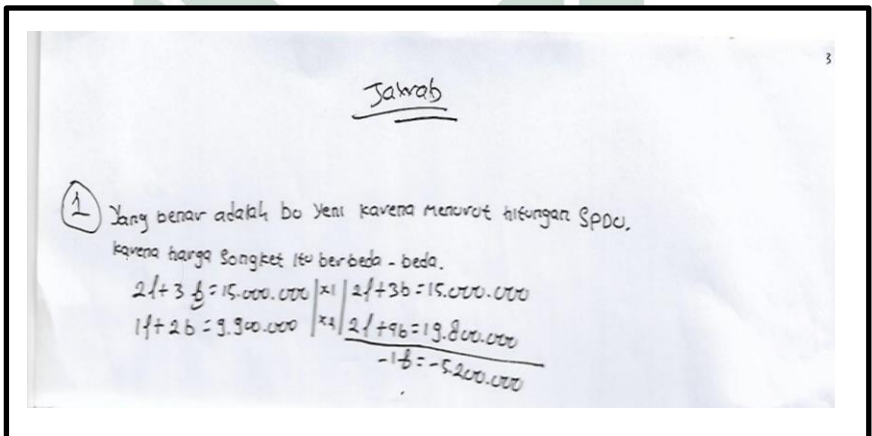 3
Jawab
1 Yang benar adalah bu Yeni karena menurut hitungan SPDU.
karena harga songket itu berbeda - beda.
2l+3b=15.000.000 |x1| 2l+3b=15.000.000
1l+2b=9.900.000 |x2| 2l+4b=19.800.000
-1b=-5.200.000